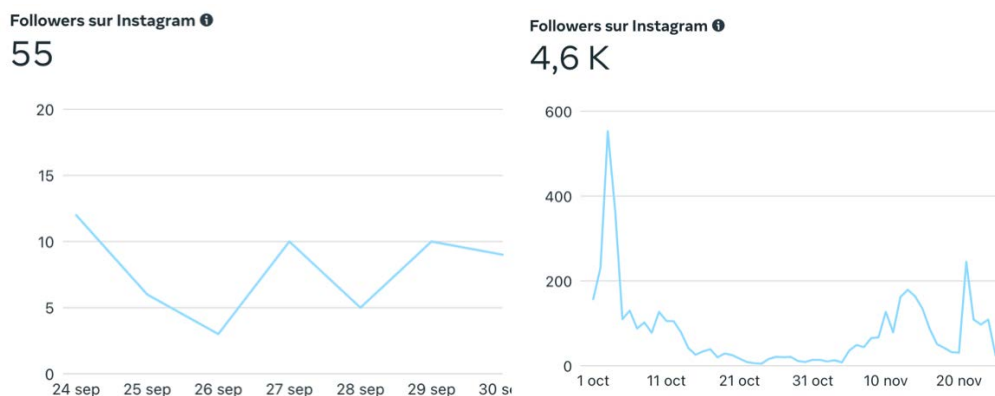 Followers sur Instagram
55
20
15
10
5
0
24 sep 25 sep 26 sep 27 sep 28 sep 29 sep 30 s
Followers sur Instagram
4,6 K
600
400
200
0
1 oct 11 oct 21 oct 31 oct 10 nov 20 nov